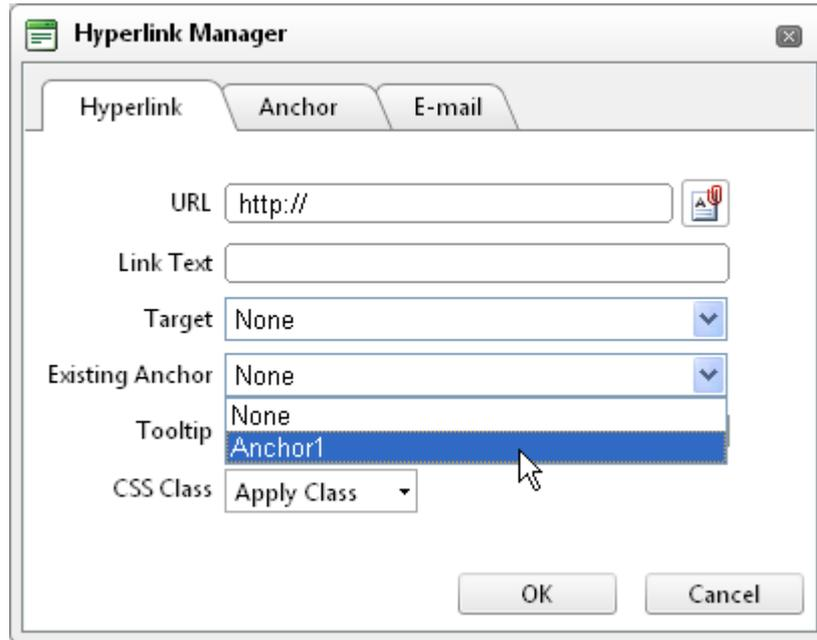 Hyperlink Manager
Hyperlink Anchor E-mail
URL http://
Link Text
Target None
Existing Anchor None
None
Tooltip
Anchor1
CSS Class Apply Class
OK Cancel